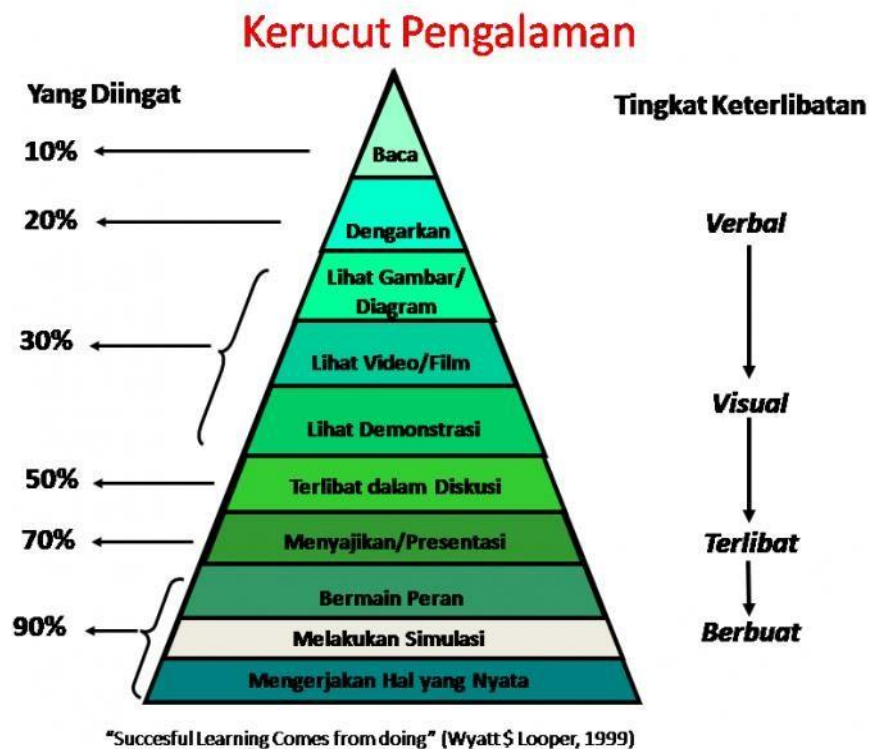 Kerucut Pengalaman
Yang Diingat
Tingkat Keterlibatan
10%
Baca
20%
Dengarkan
Verbal
Lihat Gambar/
Diagram
30%
Lihat Video/Film
Visual
Lihat Demonstrasi
50%
Terlibat dalam Diskusi
70%
Menyajikan/Presentasi
Terlibat
Bermain Peran
90%
Melakukan Simulasi
Berbuat
Mengerjakan Hal yang Nyata
"Succesful Learning Comes from doing" (Wyatt $ Looper, 1999)